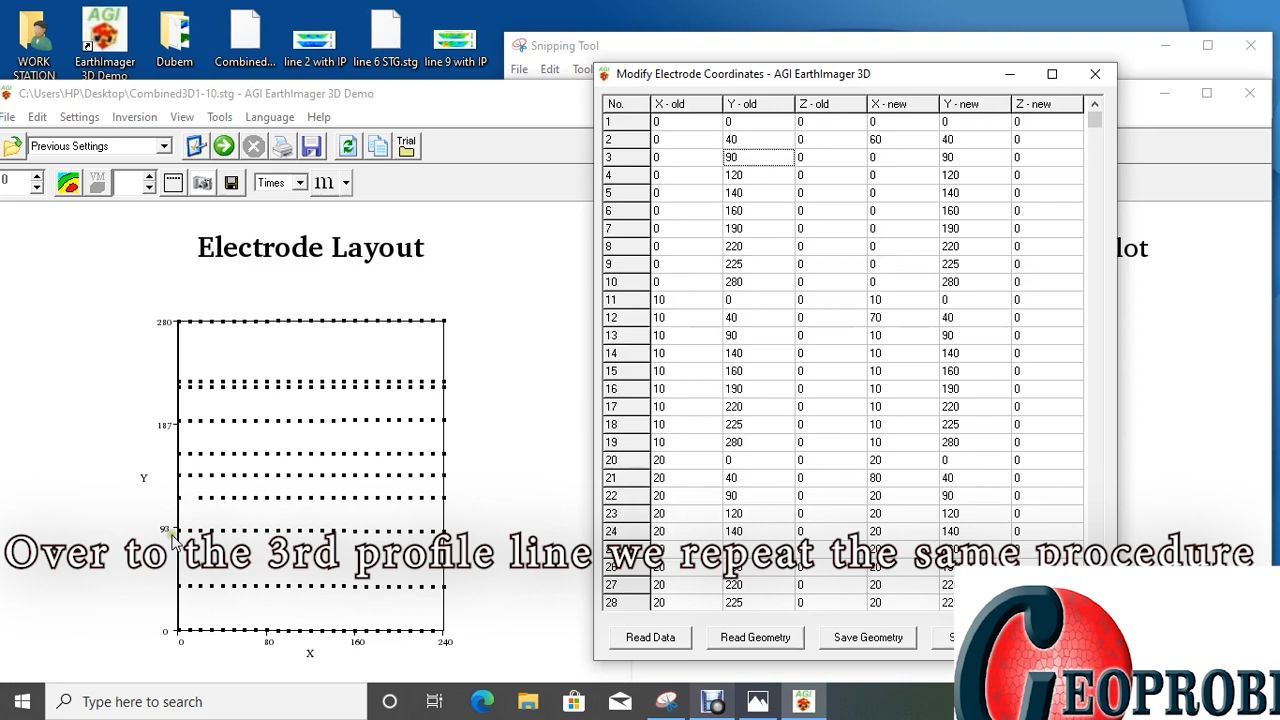 AGI
WORK STATION
EarthImager 3D Demo
Dubem
Combined...
line 2 with IP
line 6 STG.stg
line 9 with IP
Snipping Tool
File Edit
C:\Users\HP\Desktop\Combined3D1-10.stg - AGI EarthImager 3D Demo
File Edit Settings Inversion View Tools Language Help
Previous Settings
Trial
0 VM Times m
Electrode Layout
lot
280
187
Y
93
0
0 80 160 240
X
AGI Modify Electrode Coordinates - AGI EarthImager 3D
No. X - old Y - old Z - old X - new Y - new Z - new
1 0 0 0 0 0 0
2 0 40 0 60 40 0
3 0 90 0 0 90 0
4 0 120 0 0 120 0
5 0 140 0 0 140 0
6 0 160 0 0 160 0
7 0 190 0 0 190 0
8 0 220 0 0 220 0
9 0 225 0 0 225 0
10 0 280 0 0 280 0
11 10 0 0 10 0 0
12 10 40 0 70 40 0
13 10 90 0 10 90 0
14 10 140 0 10 140 0
15 10 160 0 10 160 0
16 10 190 0 10 190 0
17 10 220 0 10 220 0
18 10 225 0 10 225 0
19 10 280 0 10 280 0
20 20 0 0 20 0 0
21 20 40 0 80 40 0
22 20 90 0 20 90 0
23 20 120 0 20 120 0
24 20 140 0 20 140 0
27 20 220 0 20
28 20 225 0 20
Read Data Read Geometry Save Geometry
Over to the 3rd profile line we repeat the same procedure
GEOPROB
Type here to search
AGI